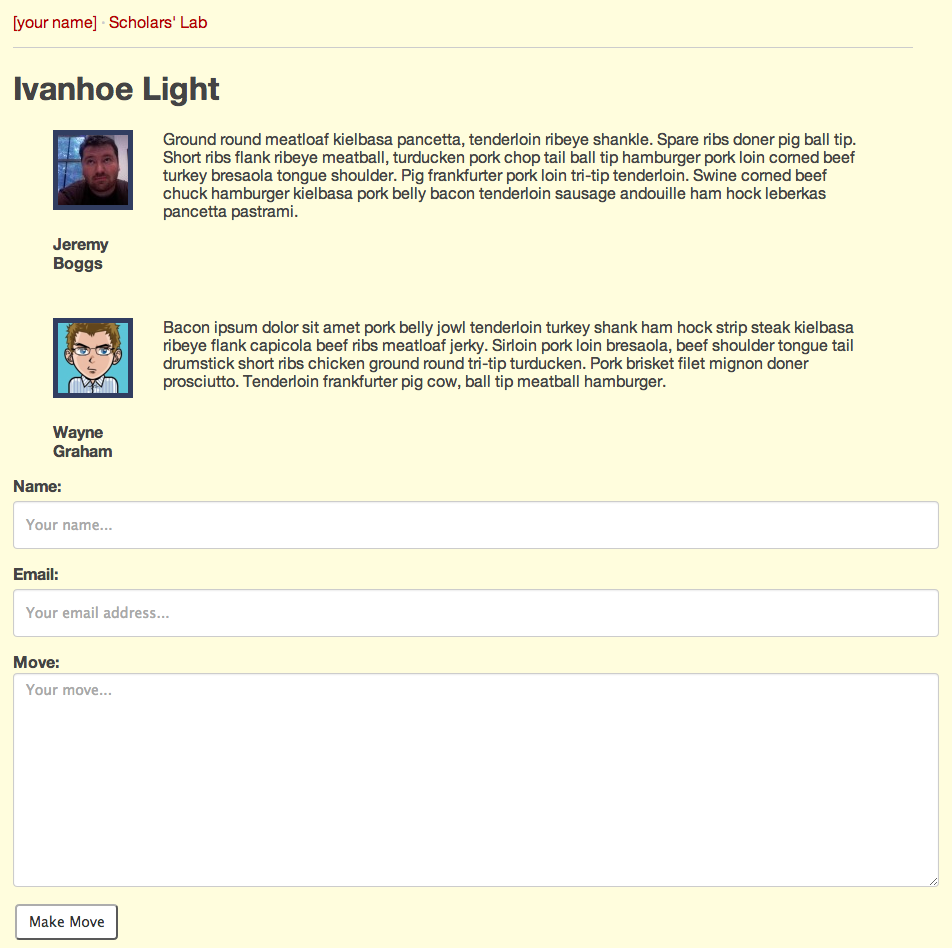 [your name] · Scholars' Lab
Ivanhoe Light
Ground round meatloaf kielbasa pancetta, tenderloin ribeye shankle. Spare ribs doner pig ball tip.
Short ribs flank ribeye meatball, turducken pork chop tail ball tip hamburger pork loin corned beef
turkey bresaola tongue shoulder. Pig frankfurter pork loin tri-tip tenderloin. Swine corned beef
chuck hamburger kielbasa pork belly bacon tenderloin sausage andouille ham hock leberkas
pancetta pastrami.
Jeremy
Boggs
Bacon ipsum dolor sit amet pork belly jowl tenderloin turkey shank ham hock strip steak kielbasa
ribeye flank capicola beef ribs meatloaf jerky. Sirloin pork loin bresaola, beef shoulder tongue tail
drumstick short ribs chicken ground round tri-tip turducken. Pork brisket filet mignon doner
prosciutto. Tenderloin frankfurter pig cow, ball tip meatball hamburger.
Wayne
Graham
Name:
Your name...
Email:
Your email address...
Move:
Your move...
Make Move